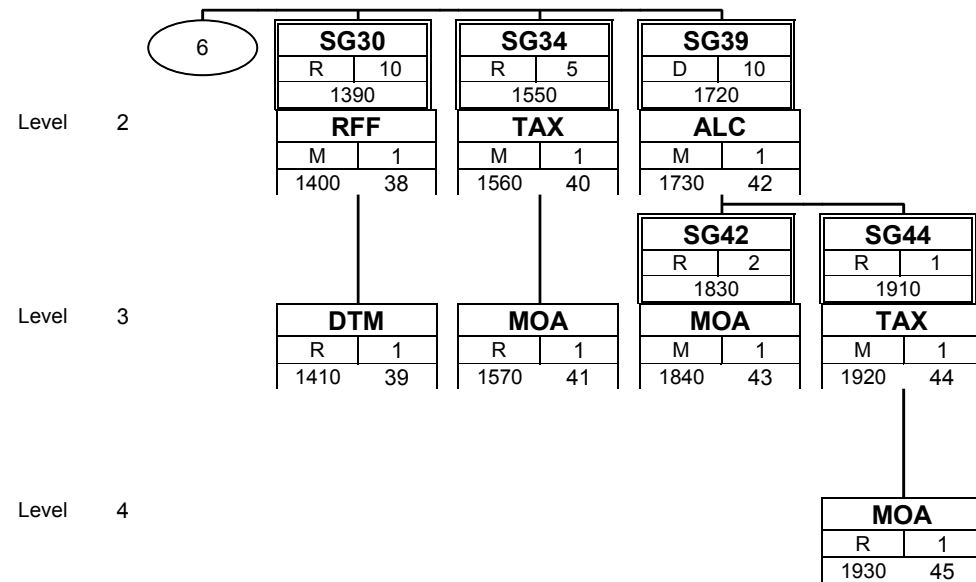 6
SG30 SG34 SG39
R 10 R 5 D 10
1390 1550 1720
Level 2 RFF TAX ALC
M 1 M 1 M 1
1400 38 1560 40 1730 42
SG42 SG44
R 2 R 1
1830 1910
Level 3 DTM MOA MOA TAX
R 1 R 1 M 1 M 1
1410 39 1570 41 1840 43 1920 44
Level 4 MOA
R 1
1930 45